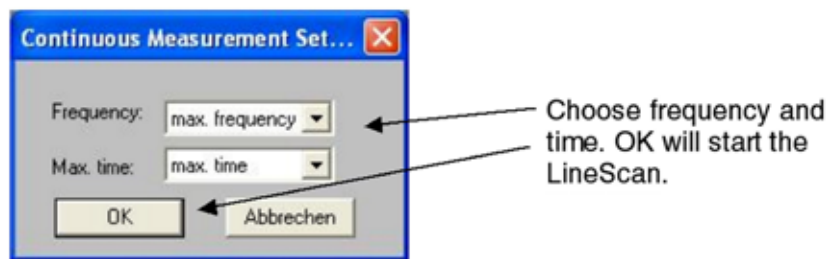 Continuous Measurement Set...
Frequency: max. frequency
Max. time: max. time
OK Abbrechen
Choose frequency and
time. OK will start the
LineScan.